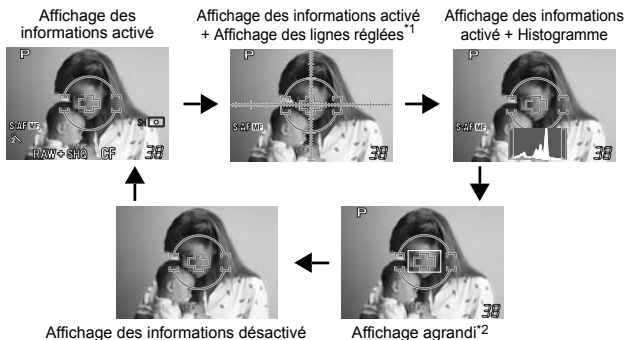 Affichage des
informations activé
Affichage des informations activé
+ Affichage des lignes réglées*1
Affichage des informations
activé + Histogramme
P
S-AF MF
SH
RAW+SHQ CF 38
P
S-AF MF
38
P
S-AF MF
38
P
38
Affichage des informations désactivé
Affichage agrandi*2